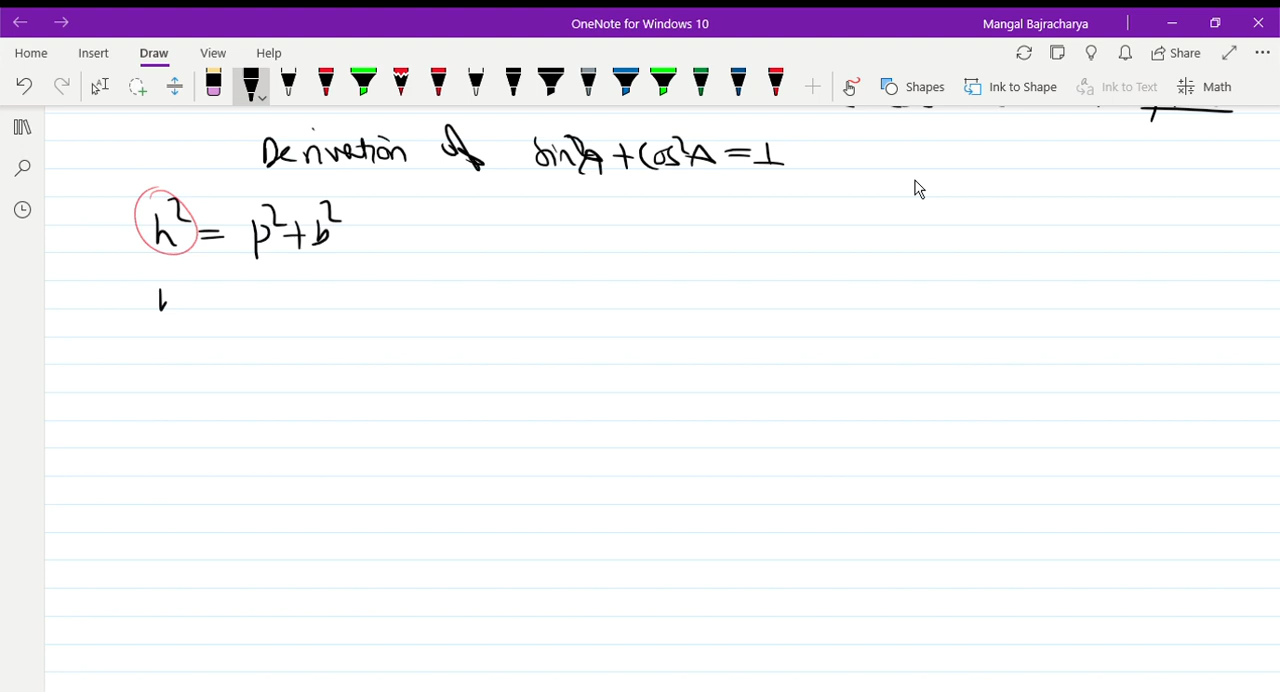 OneNote for Windows 10
Mangal Bajracharya
Home Insert Draw View Help
Share
Shapes Ink to Shape Ink to Text Math
Derivation of sin²A + Cos²A = 1
h² = p² + b²